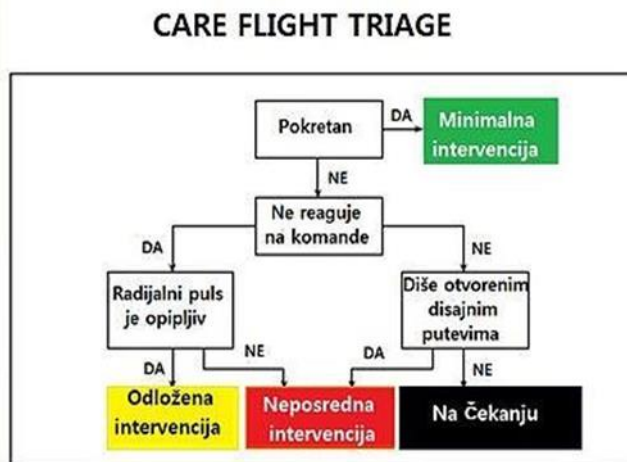 CARE FLIGHT TRIAGE
Pokretan
DA
Minimalna
intervencija
NE
Ne reaguje
na komande
DA
NE
Radijalni puls
je opipljiv
Diše otvorenim
disajnim
putevima
DA
NE
DA
NE
Odložena
intervencija
Neposredna
intervencija
Na Čekanju